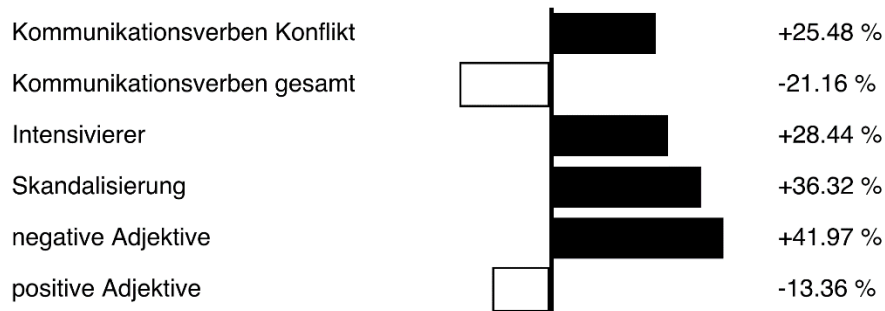 Kommunikationsverben Konflikt +25.48 %
Kommunikationsverben gesamt -21.16 %
Intensivierer +28.44 %
Skandalisierung +36.32 %
negative Adjektive +41.97 %
positive Adjektive -13.36 %